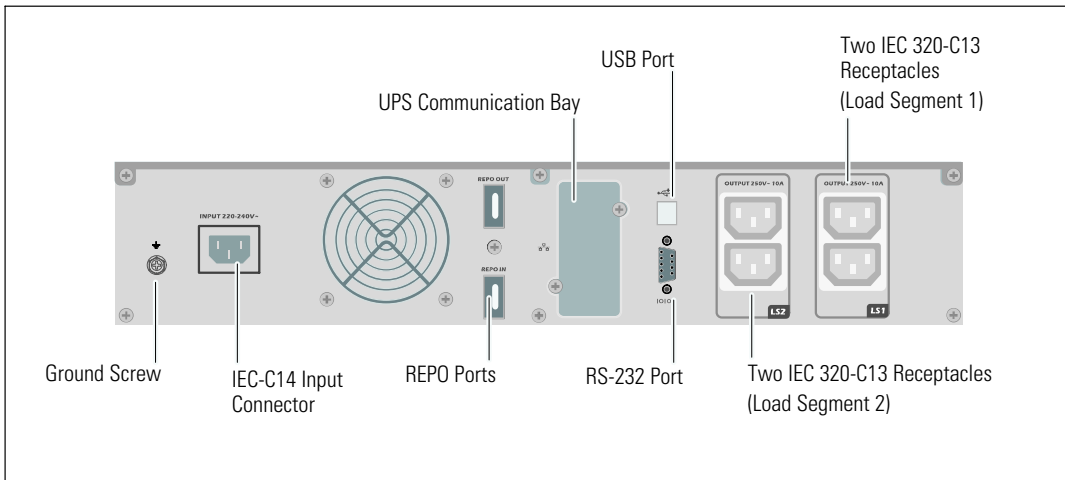 USB Port
Two IEC 320-C13
Receptacles
(Load Segment 1)
UPS Communication Bay
REPO OUT
OUTPUT 250V~ 10A
OUTPUT 250V~ 10A
INPUT 220-240V~
REPO IN
IOIO
LS2
LS1
Ground Screw
IEC-C14 Input
Connector
REPO Ports
RS-232 Port
Two IEC 320-C13 Receptacles
(Load Segment 2)